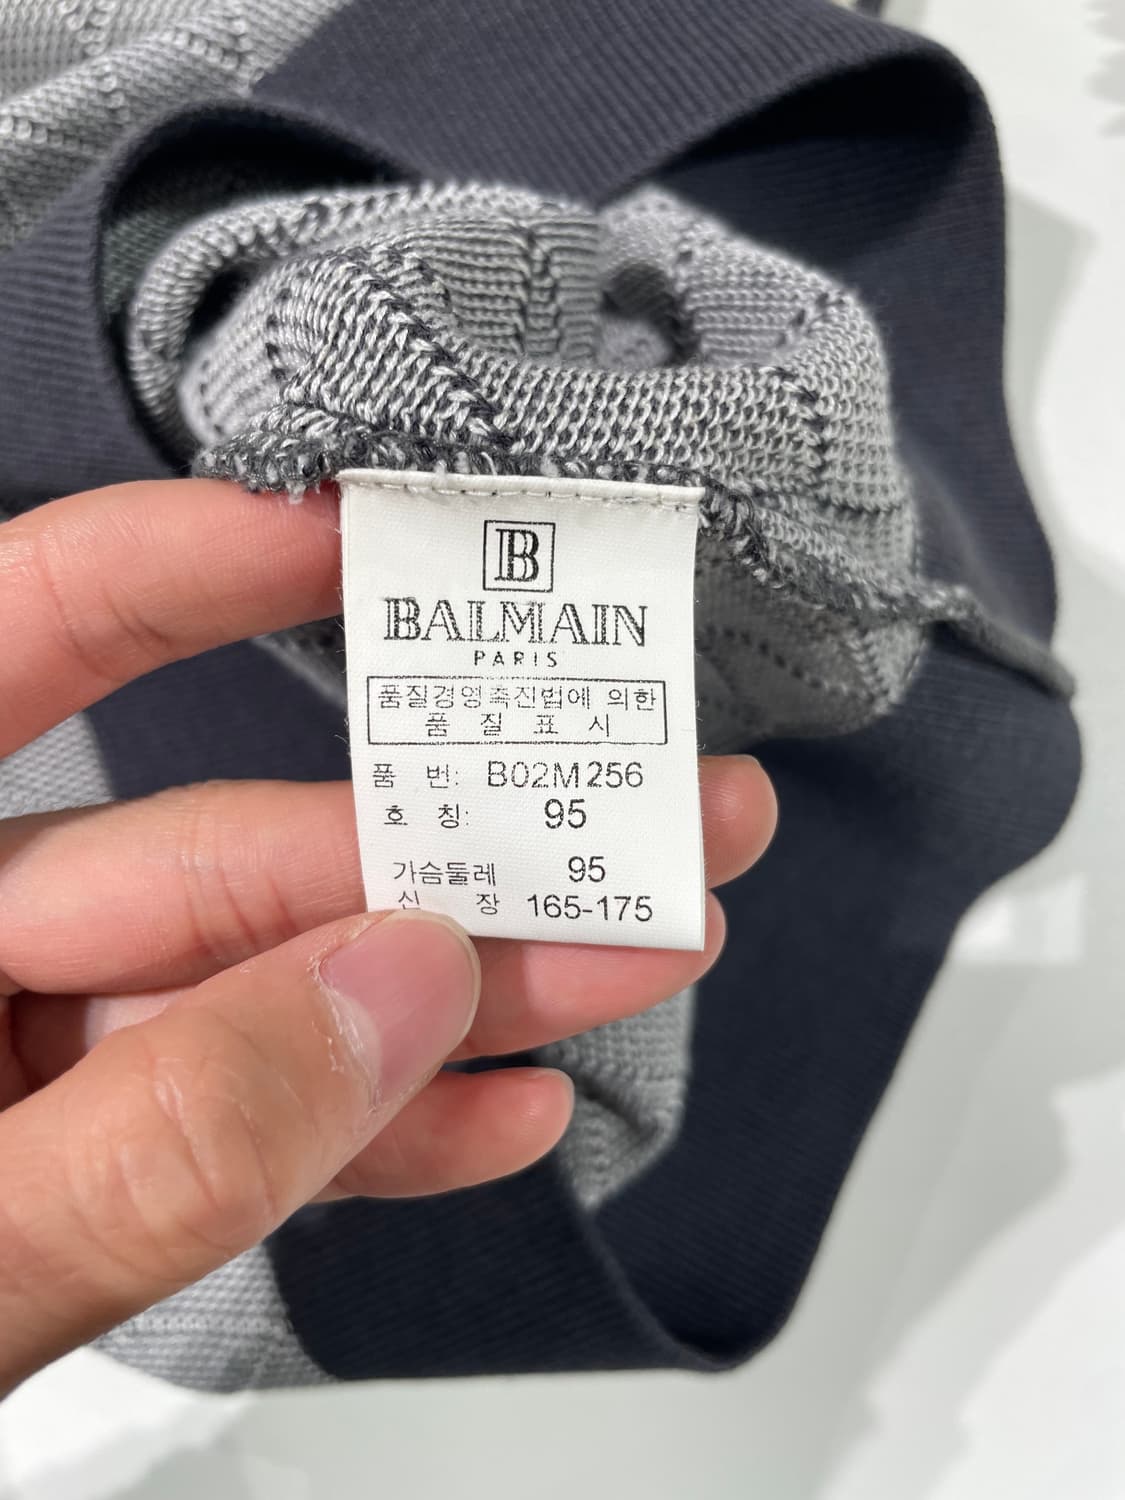 B
BALMAIN
PARIS
품질경영촉진법에 의한
품 질 표 시
품 번: B02M256
호 칭: 95
가슴둘레 95
신 장 165-175